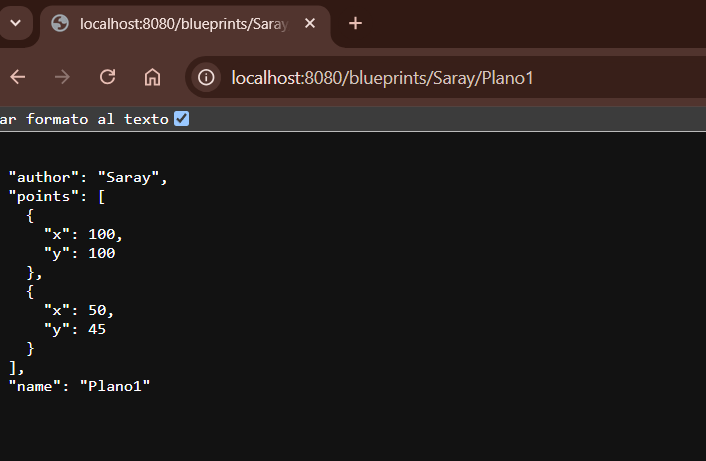 localhost:8080/blueprints/Saray
localhost:8080/blueprints/Saray/Plano1
ar formato al texto
"author": "Saray",
"points": [
{
"x": 100,
"y": 100
},
{
"x": 50,
"y": 45
}
],
"name": "Plano1"